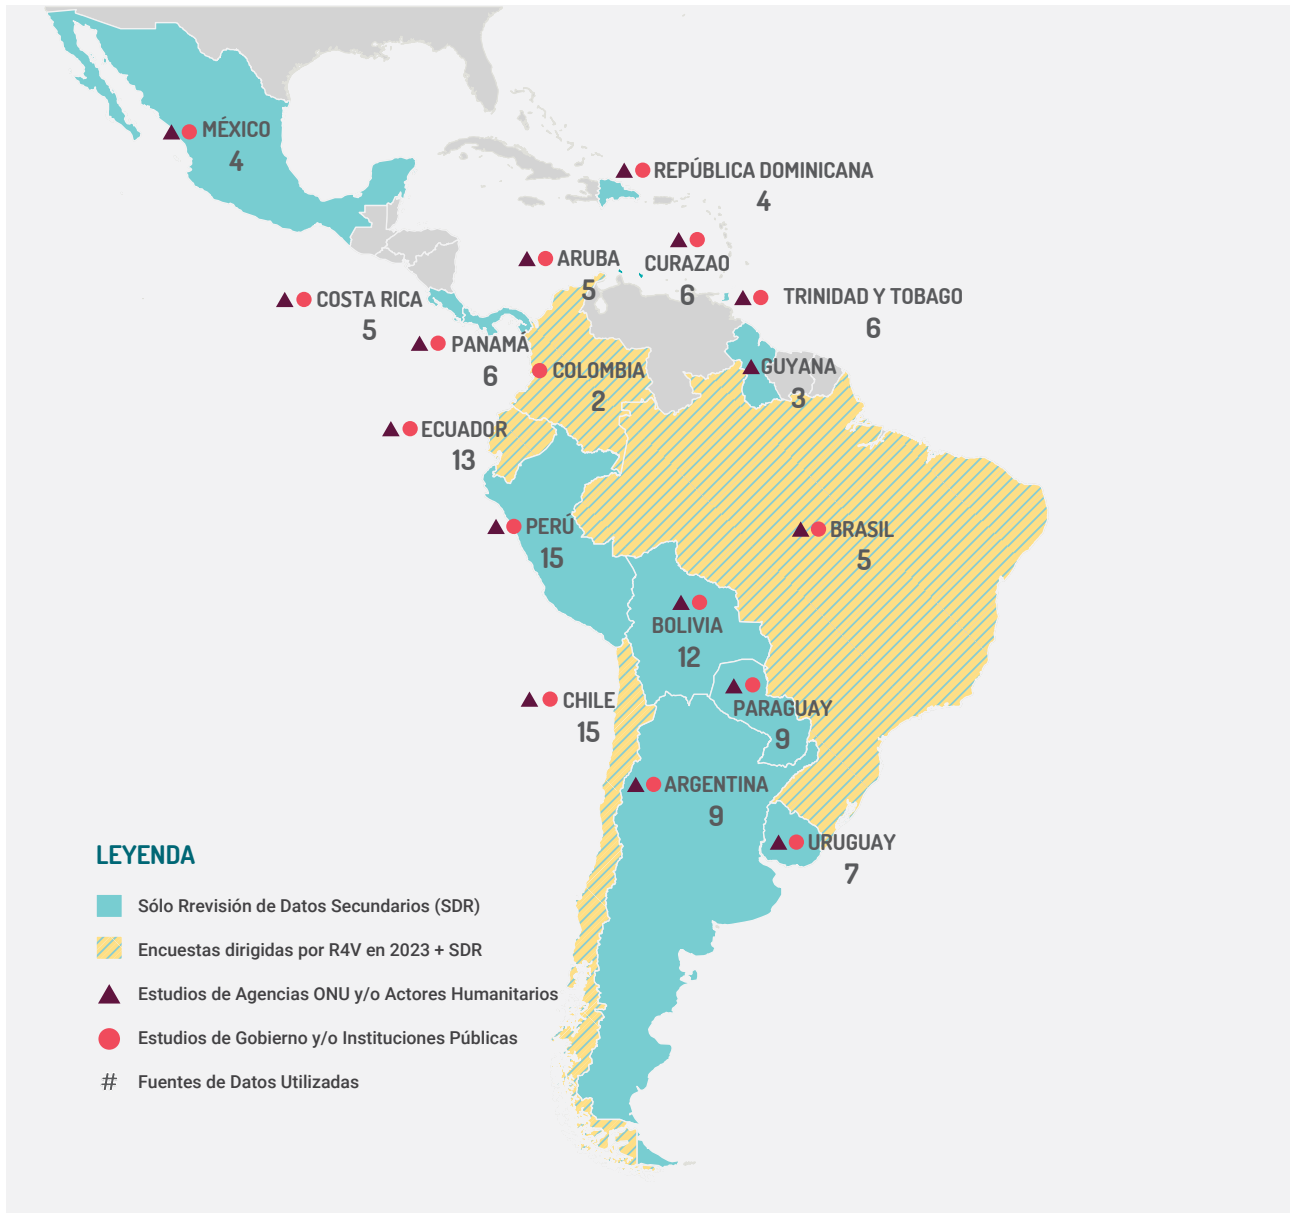 MÉXICO
4
REPÚBLICA DOMINICANA
4
ARUBA
5
CURAZAO
6
COSTA RICA
5
TRINIDAD Y TOBAGO
6
PANAMÁ
6
COLOMBIA
2
GUYANA
3
ECUADOR
13
PERÚ
15
BRASIL
5
BOLIVIA
12
CHILE
15
PARAGUAY
9
ARGENTINA
9
URUGUAY
7
LEYENDA
Sólo Rrevisión de Datos Secundarios (SDR)
Encuestas dirigidas por R4V en 2023 + SDR
Estudios de Agencias ONU y/o Actores Humanitarios
Estudios de Gobierno y/o Instituciones Públicas
# Fuentes de Datos Utilizadas